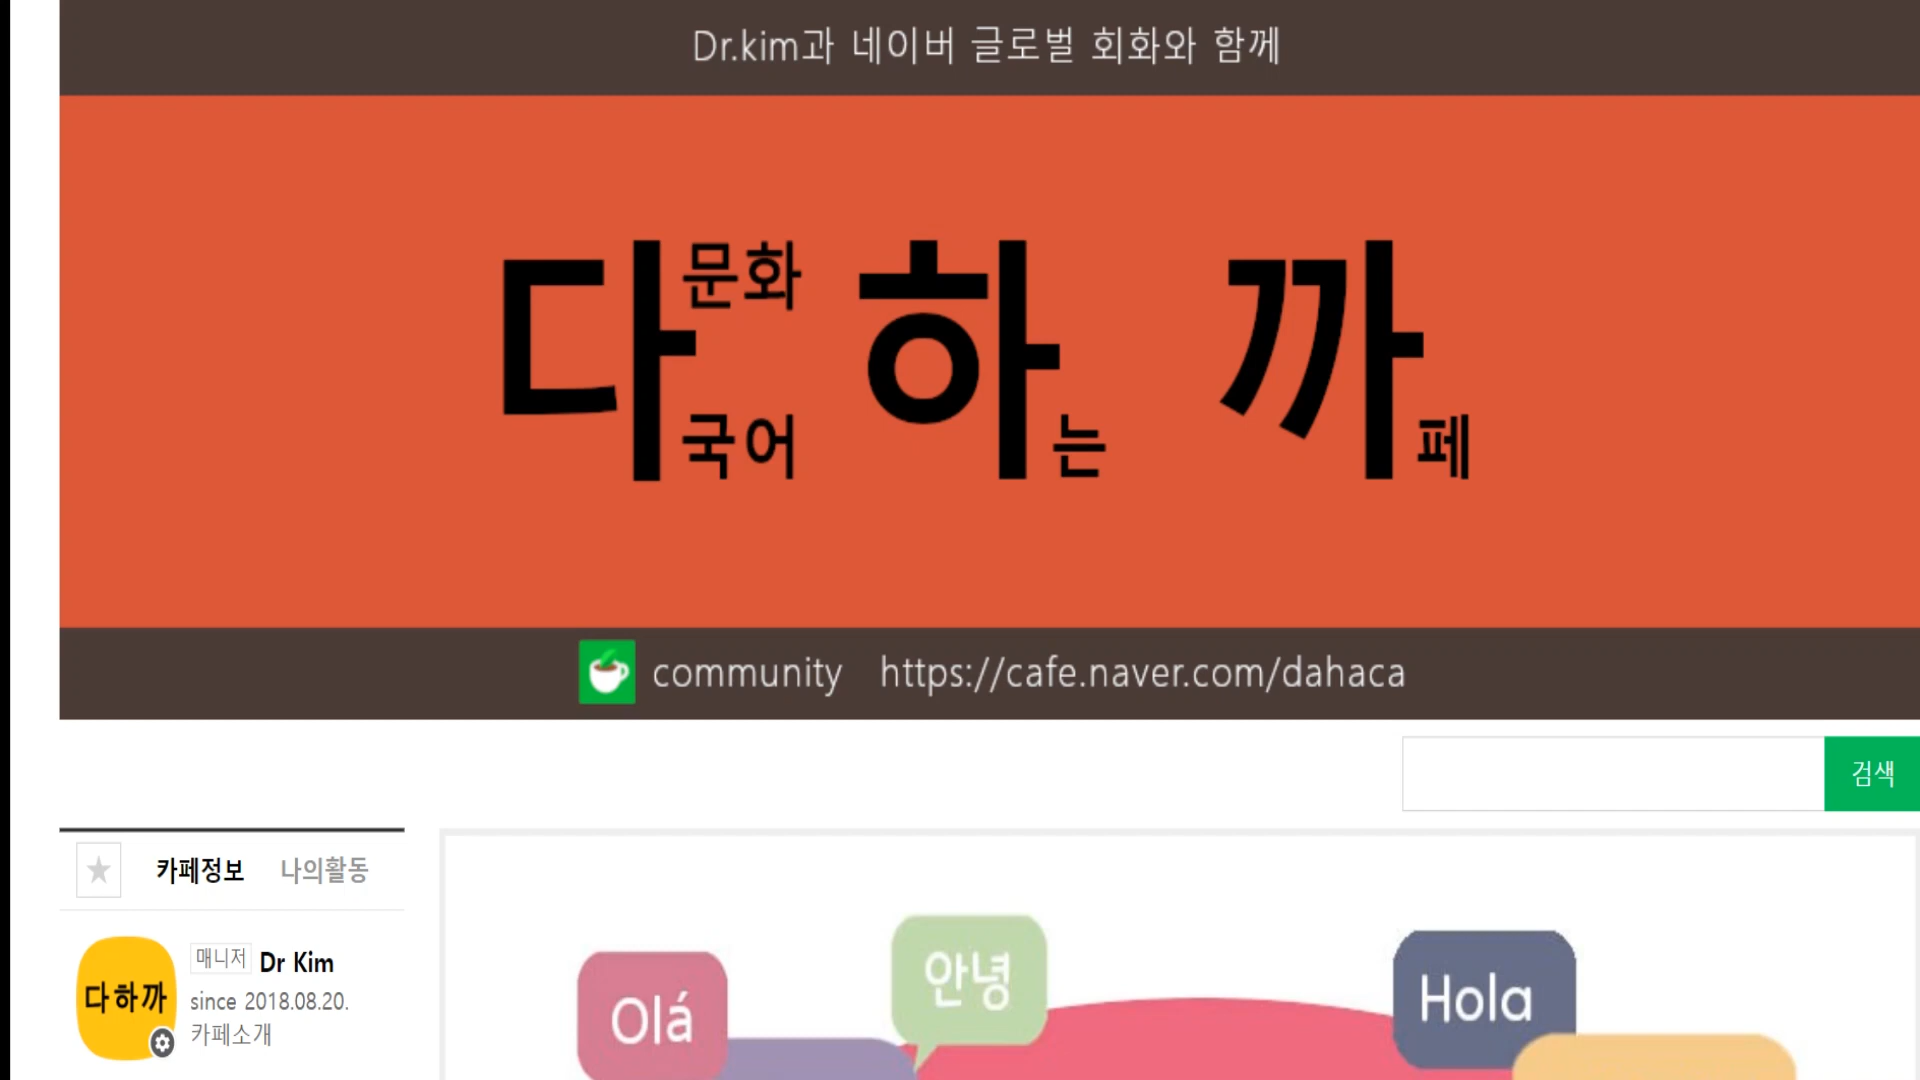 Dr.kim과 네이버 글로벌 회화와 함께
다문화 하 까
국어 는 페
community https://cafe.naver.com/dahaca
검색
카페정보 나의활동
다하까
매니저 Dr Kim
since 2018.08.20.
카페소개
안녕
Olá
Hola